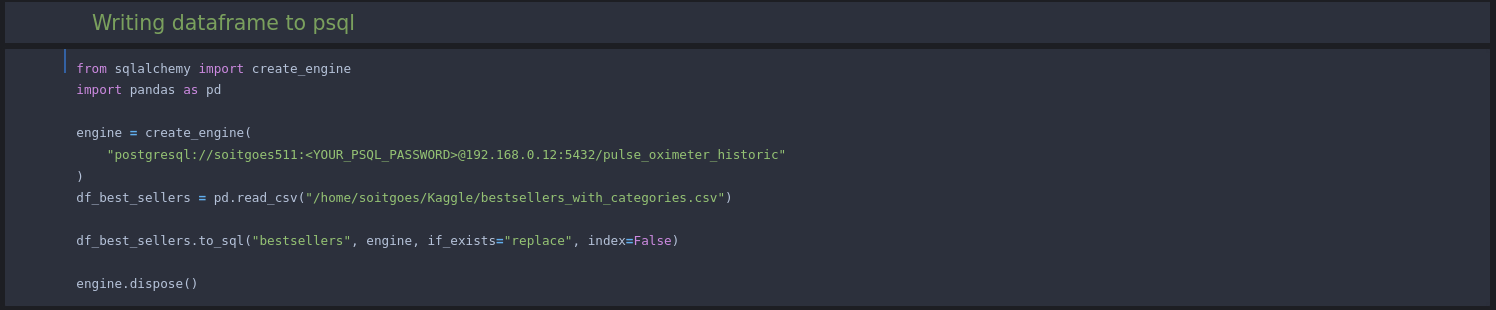 Writing dataframe to psql
from sqlalchemy import create_engine
import pandas as pd
engine = create_engine(
    "postgresql://soitgoes511:<YOUR_PSQL_PASSWORD>@192.168.0.12:5432/pulse_oximeter_historic"
)
df_best_sellers = pd.read_csv("/home/soitgoes/Kaggle/bestsellers_with_categories.csv")
df_best_sellers.to_sql("bestsellers", engine, if_exists="replace", index=False)
engine.dispose()